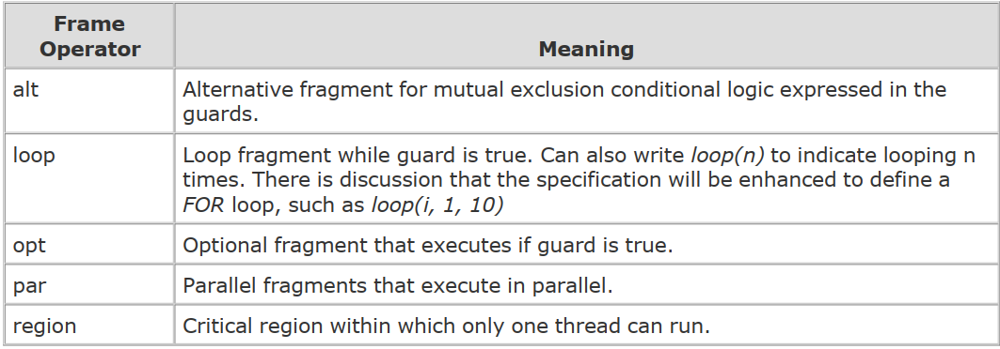 Frame
Operator
Meaning
alt
Alternative fragment for mutual exclusion conditional logic expressed in the
guards.
loop
Loop fragment while guard is true. Can also write loop(n) to indicate looping n
times. There is discussion that the specification will be enhanced to define a
FOR loop, such as loop(i, 1, 10)
opt
Optional fragment that executes if guard is true.
par
Parallel fragments that execute in parallel.
region
Critical region within which only one thread can run.